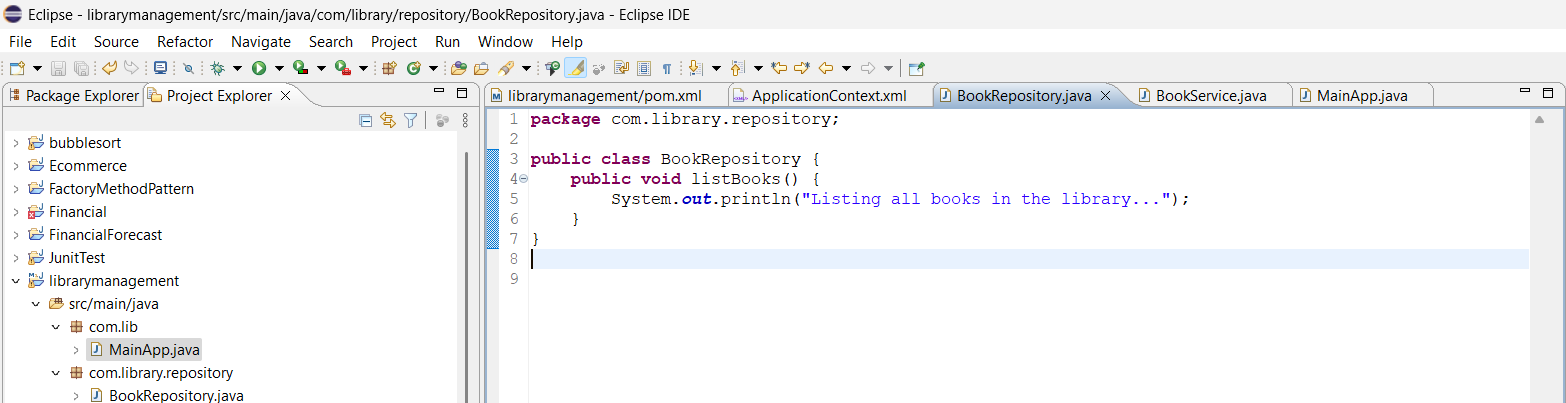 Eclipse - librarymanagement/src/main/java/com/library/repository/BookRepository.java - Eclipse IDE
File Edit Source Refactor Navigate Search Project Run Window Help
Package Explorer Project Explorer
bubblesort
Ecommerce
FactoryMethodPattern
Financial
FinancialForecast
JunitTest
librarymanagement
src/main/java
com.lib
MainApp.java
com.library.repository
BookRepository.java
librarymanagement/pom.xml ApplicationContext.xml BookRepository.java BookService.java MainApp.java
1 package com.library.repository;
2
3 public class BookRepository {
4 public void listBooks() {
5 System.out.println("Listing all books in the library...");
6 }
7 }
8
9